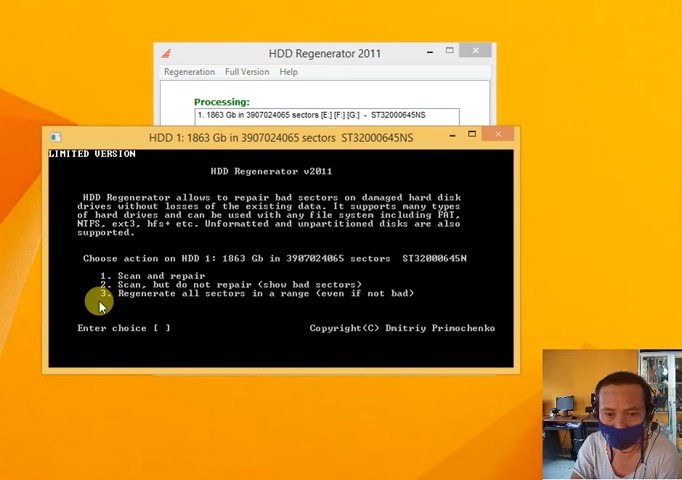 HDD Regenerator 2011
Regeneration Full Version Help
Processing:
1. 1863 Gb in 3907024065 sectors [E:] [F:] [G:] - ST32000645NS
HDD 1: 1863 Gb in 3907024065 sectors ST32000645NS
LIMITED VERSION
HDD Regenerator v2011
HDD Regenerator allows to repair bad sectors on damaged hard disk
drives without losses of the existing data. It supports many types
of hard drives and can be used with any file system including FAT,
NTFS, ext3, hfs+ etc. Unformatted and unpartitioned disks are also
supported.
Choose action on HDD 1: 1863 Gb in 3907024065 sectors ST32000645N
1. Scan and repair
2. Scan, but do not repair (show bad sectors)
3. Regenerate all sectors in a range (even if not bad)
Enter choice [ ] Copyright(C) Dmitriy Primochenko